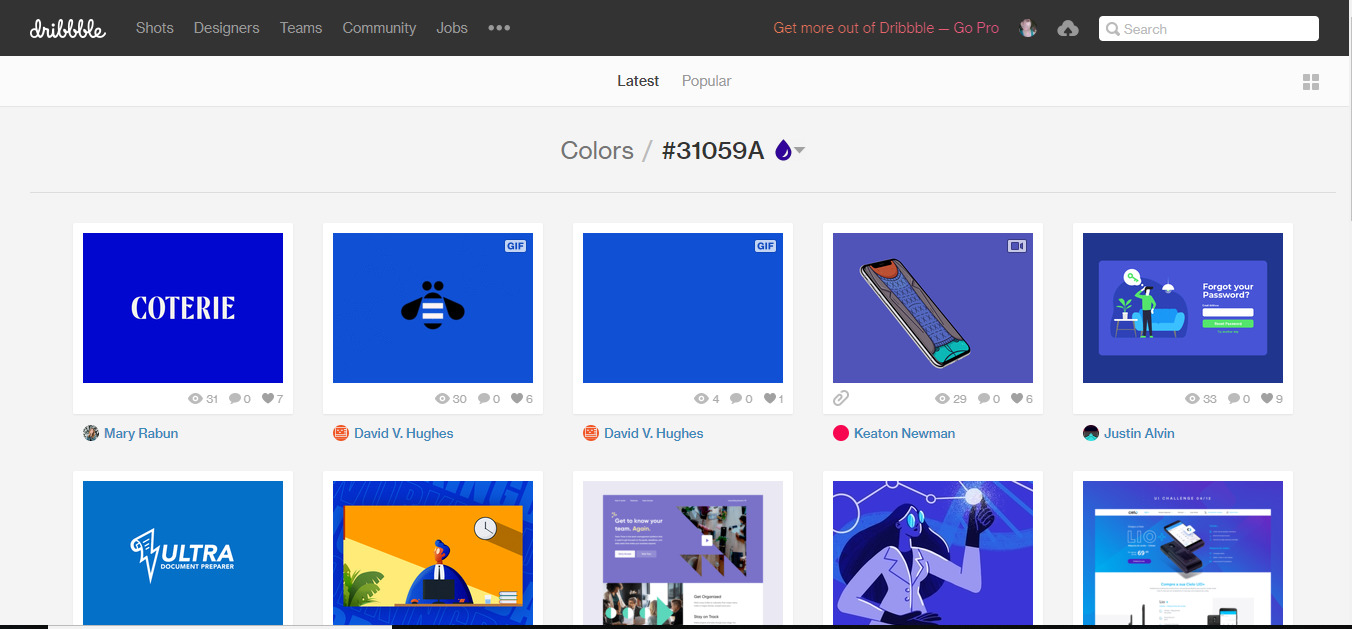 dribbble Shots Designers Teams Community Jobs ••• Get more out of Dribbble — Go Pro Search
Latest Popular
Colors / #31059A
COTERIE
GIF
GIF
Forgot your
Password?
31 0 7
30 0 6
4 0 1
29 0 6
33 0 9
Mary Rabun
David V. Hughes
David V. Hughes
Keaton Newman
Justin Alvin
ULTRA
DOCUMENT PREPARER
Get to know your
team. Again.
Get Organized
Stay on Track
UI CHALLENGE 04/15
LIO